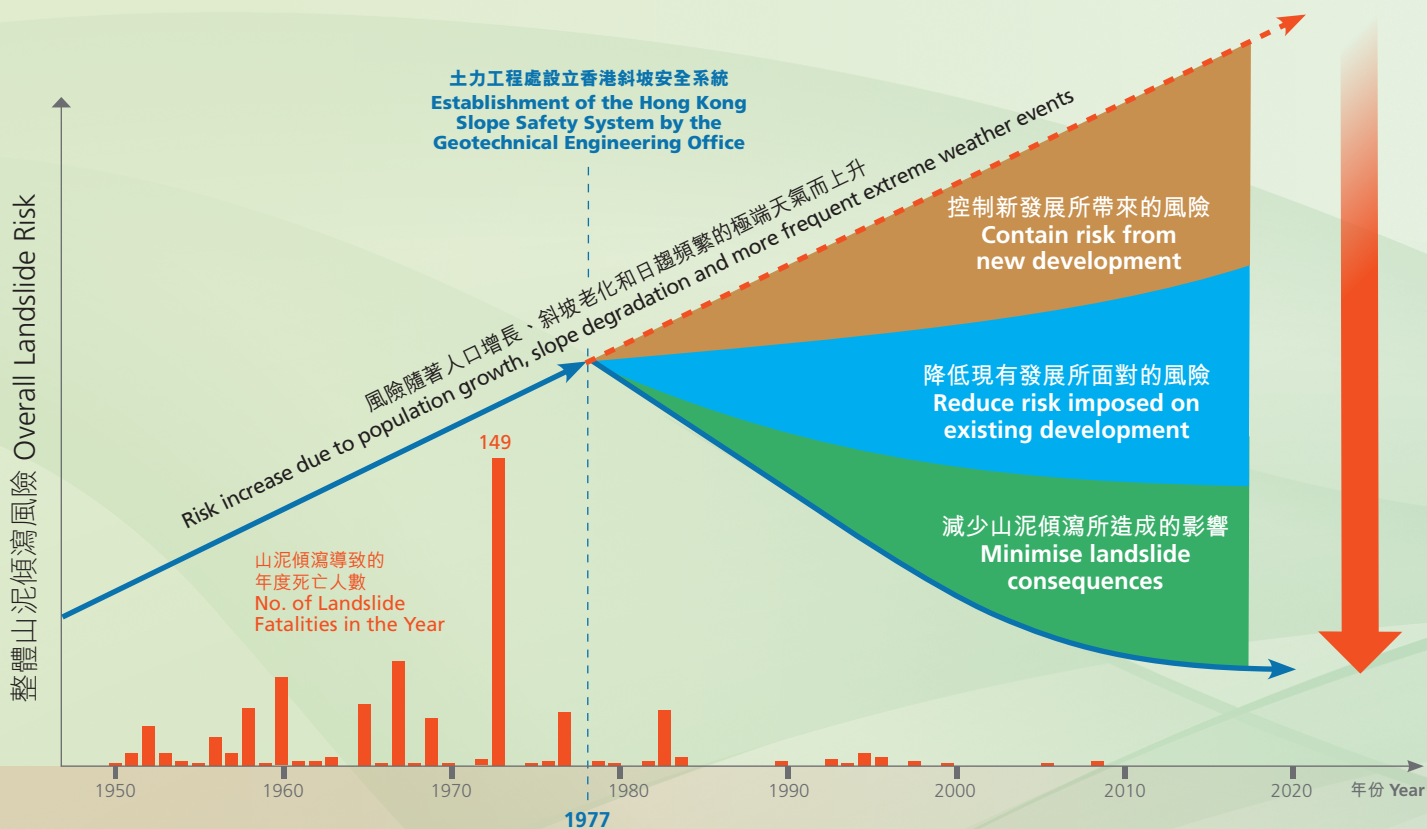 土力工程處設立香港斜坡安全系統
Establishment of the Hong Kong
Slope Safety System by the
Geotechnical Engineering Office
整體山泥傾瀉風險 Overall Landslide Risk
風險隨著人口增長、斜坡老化和日趨頻繁的極端天氣而上升
Risk increase due to population growth, slope degradation and more frequent extreme weather events
控制新發展所帶來的風險
Contain risk from
new development
降低現有發展所面對的風險
Reduce risk imposed on
existing development
減少山泥傾瀉所造成的影響
Minimise landslide
consequences
149
山泥傾瀉導致的
年度死亡人數
No. of Landslide
Fatalities in the Year
1950 1960 1970 1980 1990 2000 2010 2020 年份 Year
1977